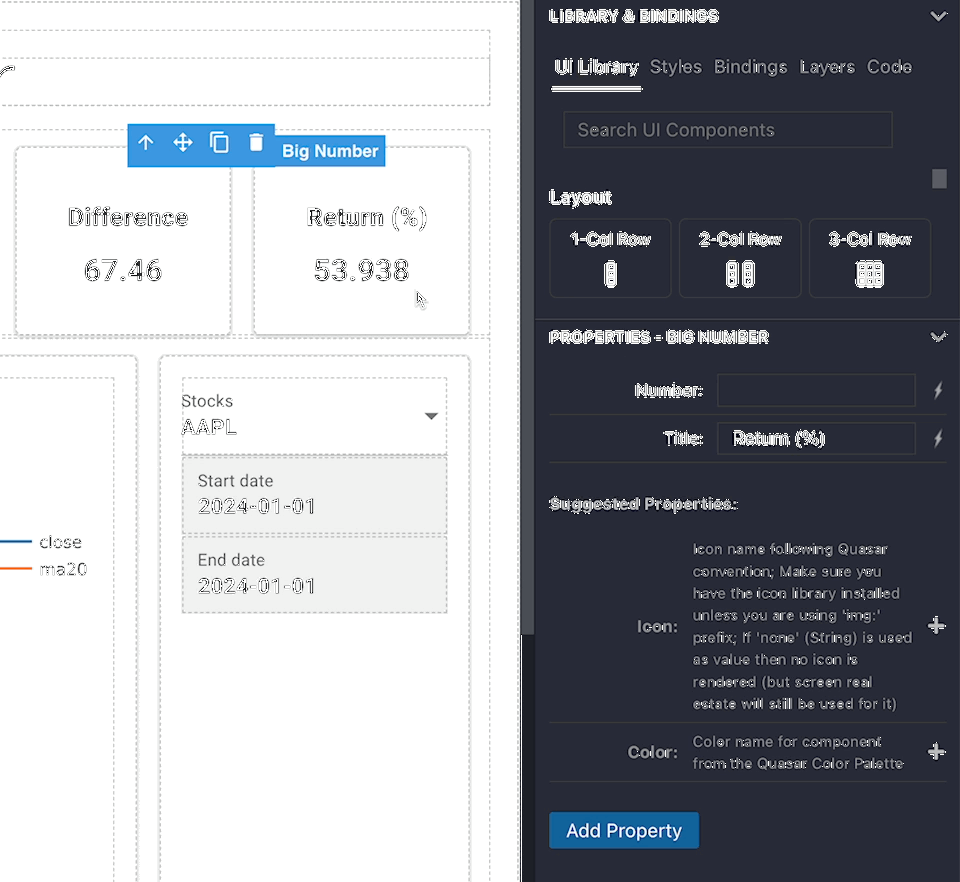 Big Number
Difference
67.46
Return (%)
53.938
Stocks
AAPL
Start date
2024-01-01
End date
2024-01-01
close
ma20
LIBRARY & BINDINGS
UI Library Styles Bindings Layers Code
Search UI Components
Layout
1-Col Row 2-Col Row 3-Col Row
PROPERTIES - BIG NUMBER
Number:
Title: Return (%)
Suggested Properties:
Icon:
Icon name following Quasar
convention; Make sure you
have the icon library installed
unless you are using 'img:'
prefix; If 'none' (String) is used
as value then no icon is
rendered (but screen real
estate will still be used for it)
Color:
Color name for component
from the Quasar Color Palette
Add Property